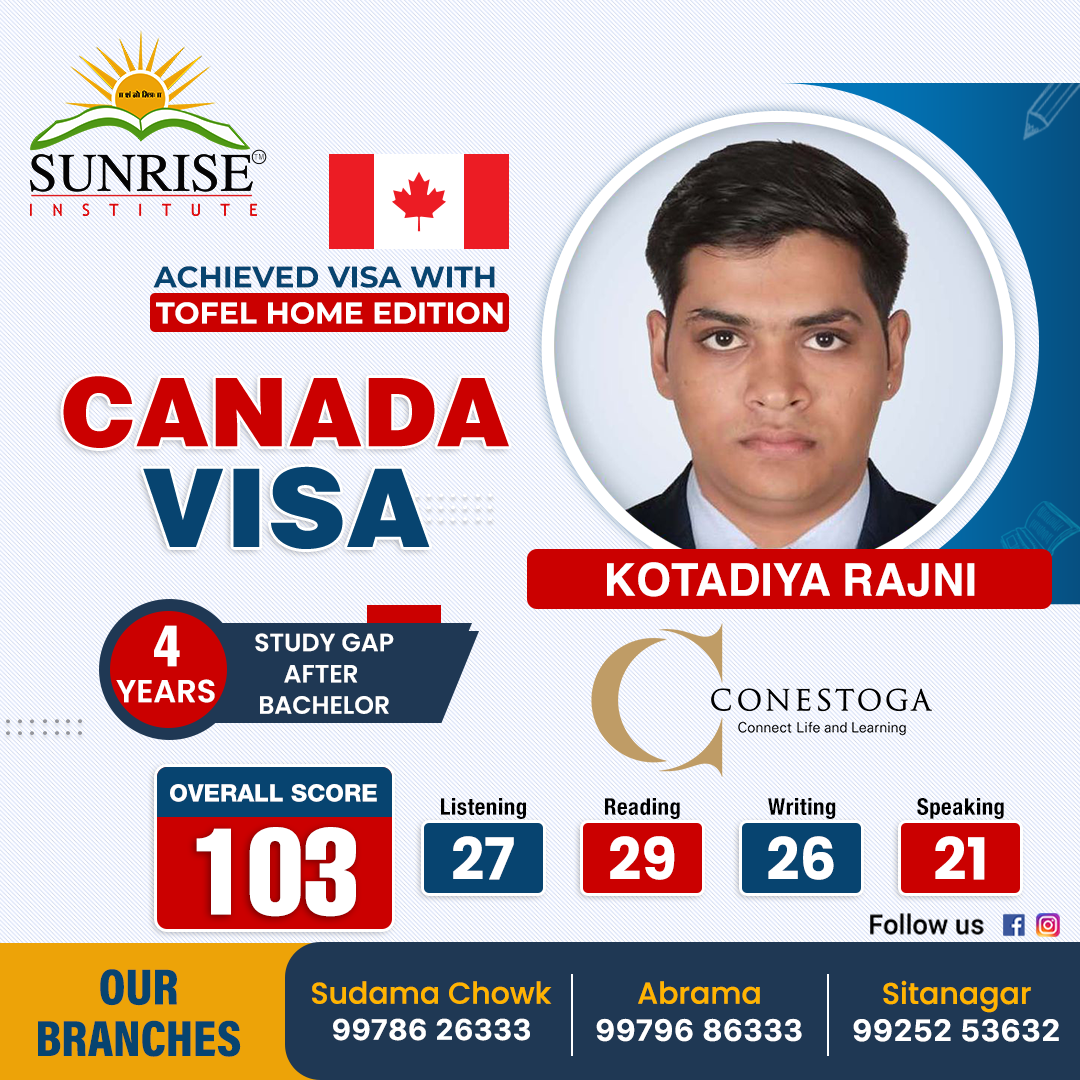 SUNRISE
TM
INSTITUTE
ACHIEVED VISA WITH
TOFEL HOME EDITION
CANADA
VISA
KOTADIYA RAJNI
4
YEARS
STUDY GAP
AFTER
BACHELOR
CONESTOGA
Connect Life and Learning
OVERALL SCORE
103
Listening
27
Reading
29
Writing
26
Speaking
21
Follow us
OUR
BRANCHES
Sudama Chowk
99786 26333
Abrama
99796 86333
Sitanagar
99252 53632